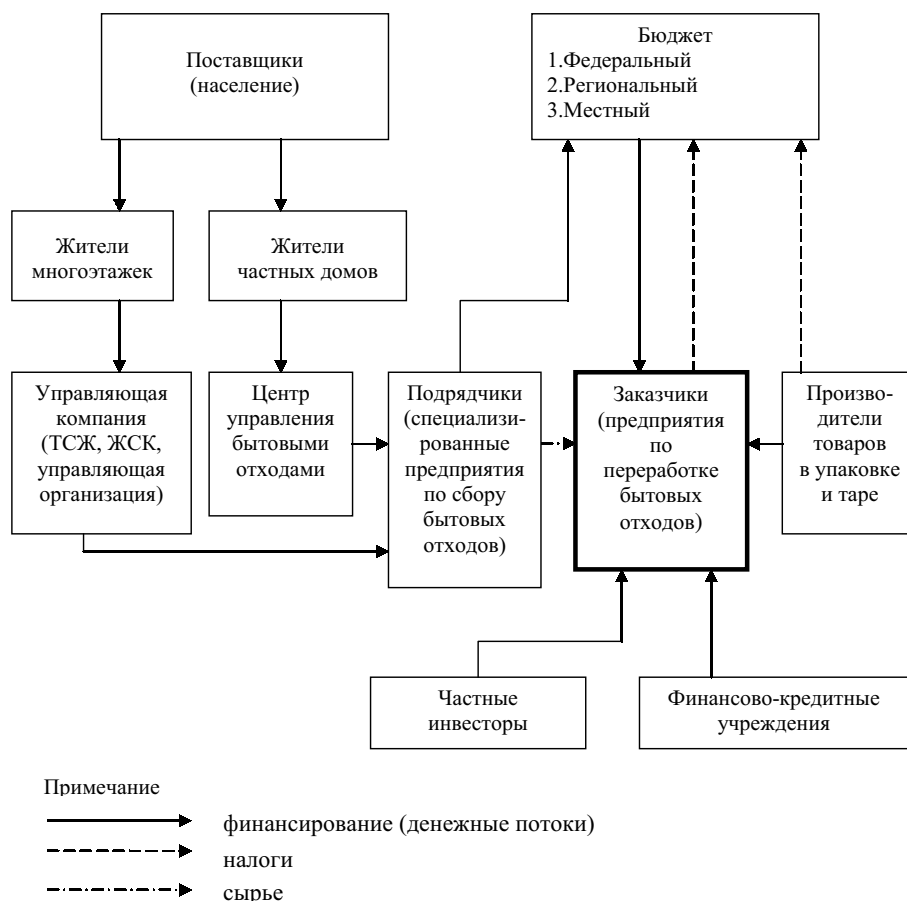 Поставщики
(население)
Бюджет
1.Федеральный
2.Региональный
3.Местный
Жители
многоэтажек
Жители
частных домов
Управляющая
компания
(ТСЖ, ЖСК,
управляющая
организация)
Центр
управления
бытовыми
отходами
Подрядчики
(специализи-
рованные
предприятия
по сбору
бытовых
отходов)
Заказчики
(предприятия
по
переработке
бытовых
отходов)
Произво-
дители
товаров
в упаковке
и таре
Частные
инвесторы
Финансово-кредитные
учреждения
Примечание
финансирование (денежные потоки)
налоги
сырье